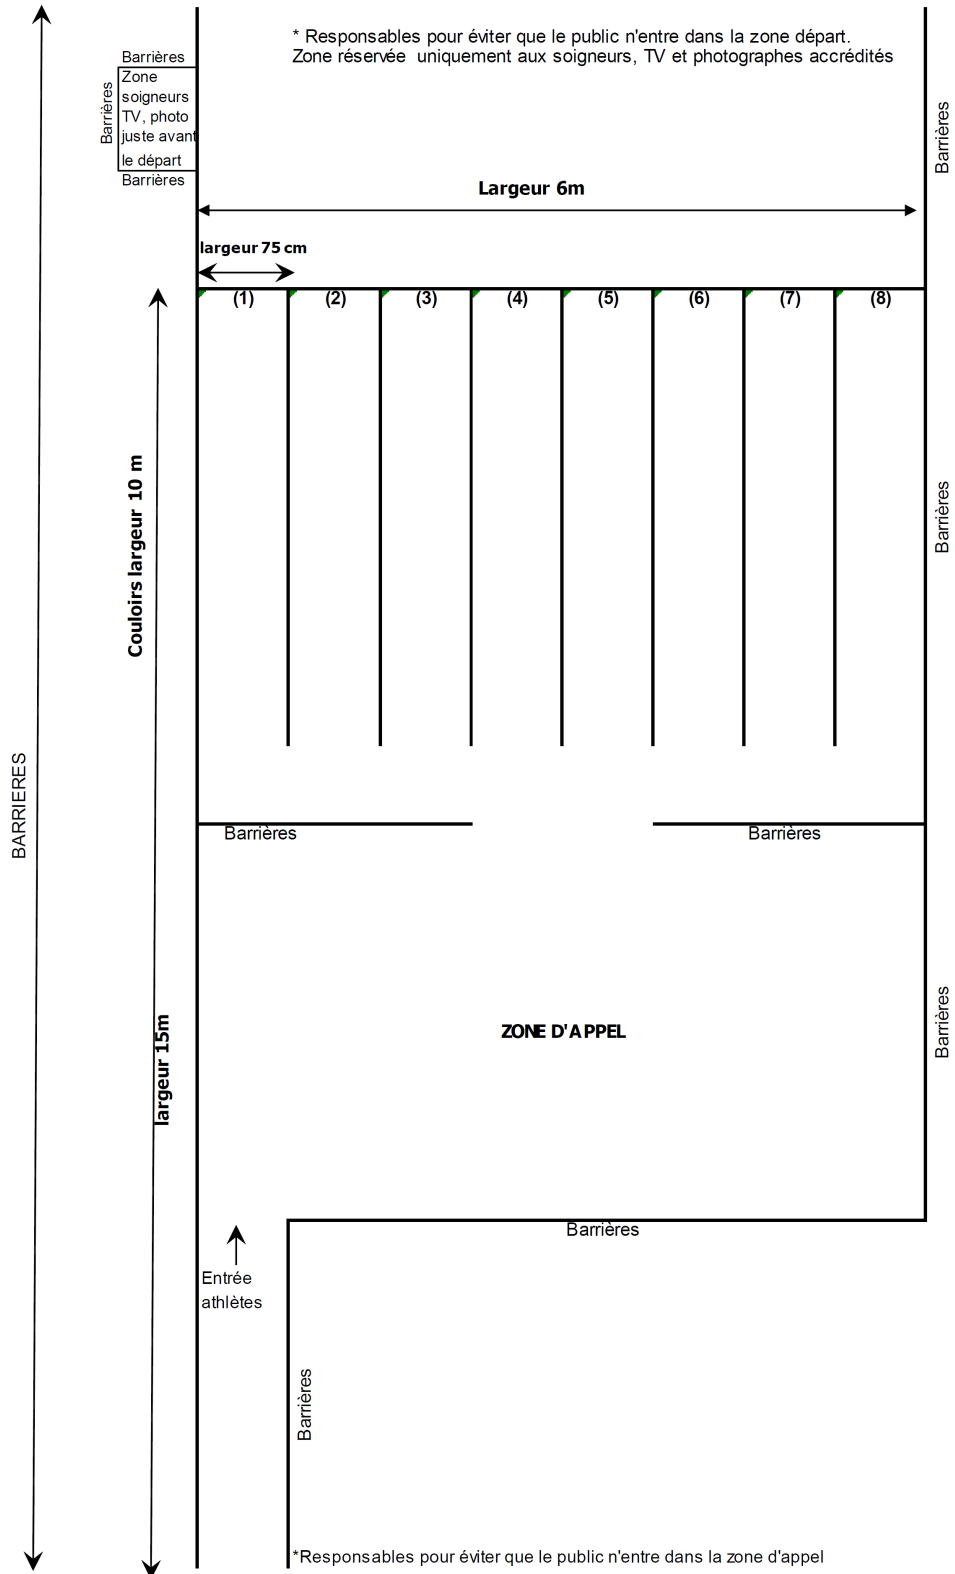 * Responsables pour éviter que le public n'entre dans la zone départ.
Zone réservée uniquement aux soigneurs, TV et photographes accrédités
Barrières
Barrières
Zone
soigneurs
TV, photo
juste avant
le départ
Barrières
Barrières
Largeur 6m
largeur 75 cm
(1) (2) (3) (4) (5) (6) (7) (8)
Couloirs largeur 10 m
Barrières
BARRIERES
Barrières
Barrières
ZONE D'APPEL
Barrières
largeur 15m
Barrières
Entrée
athlètes
Barrières
*Responsables pour éviter que le public n'entre dans la zone d'appel